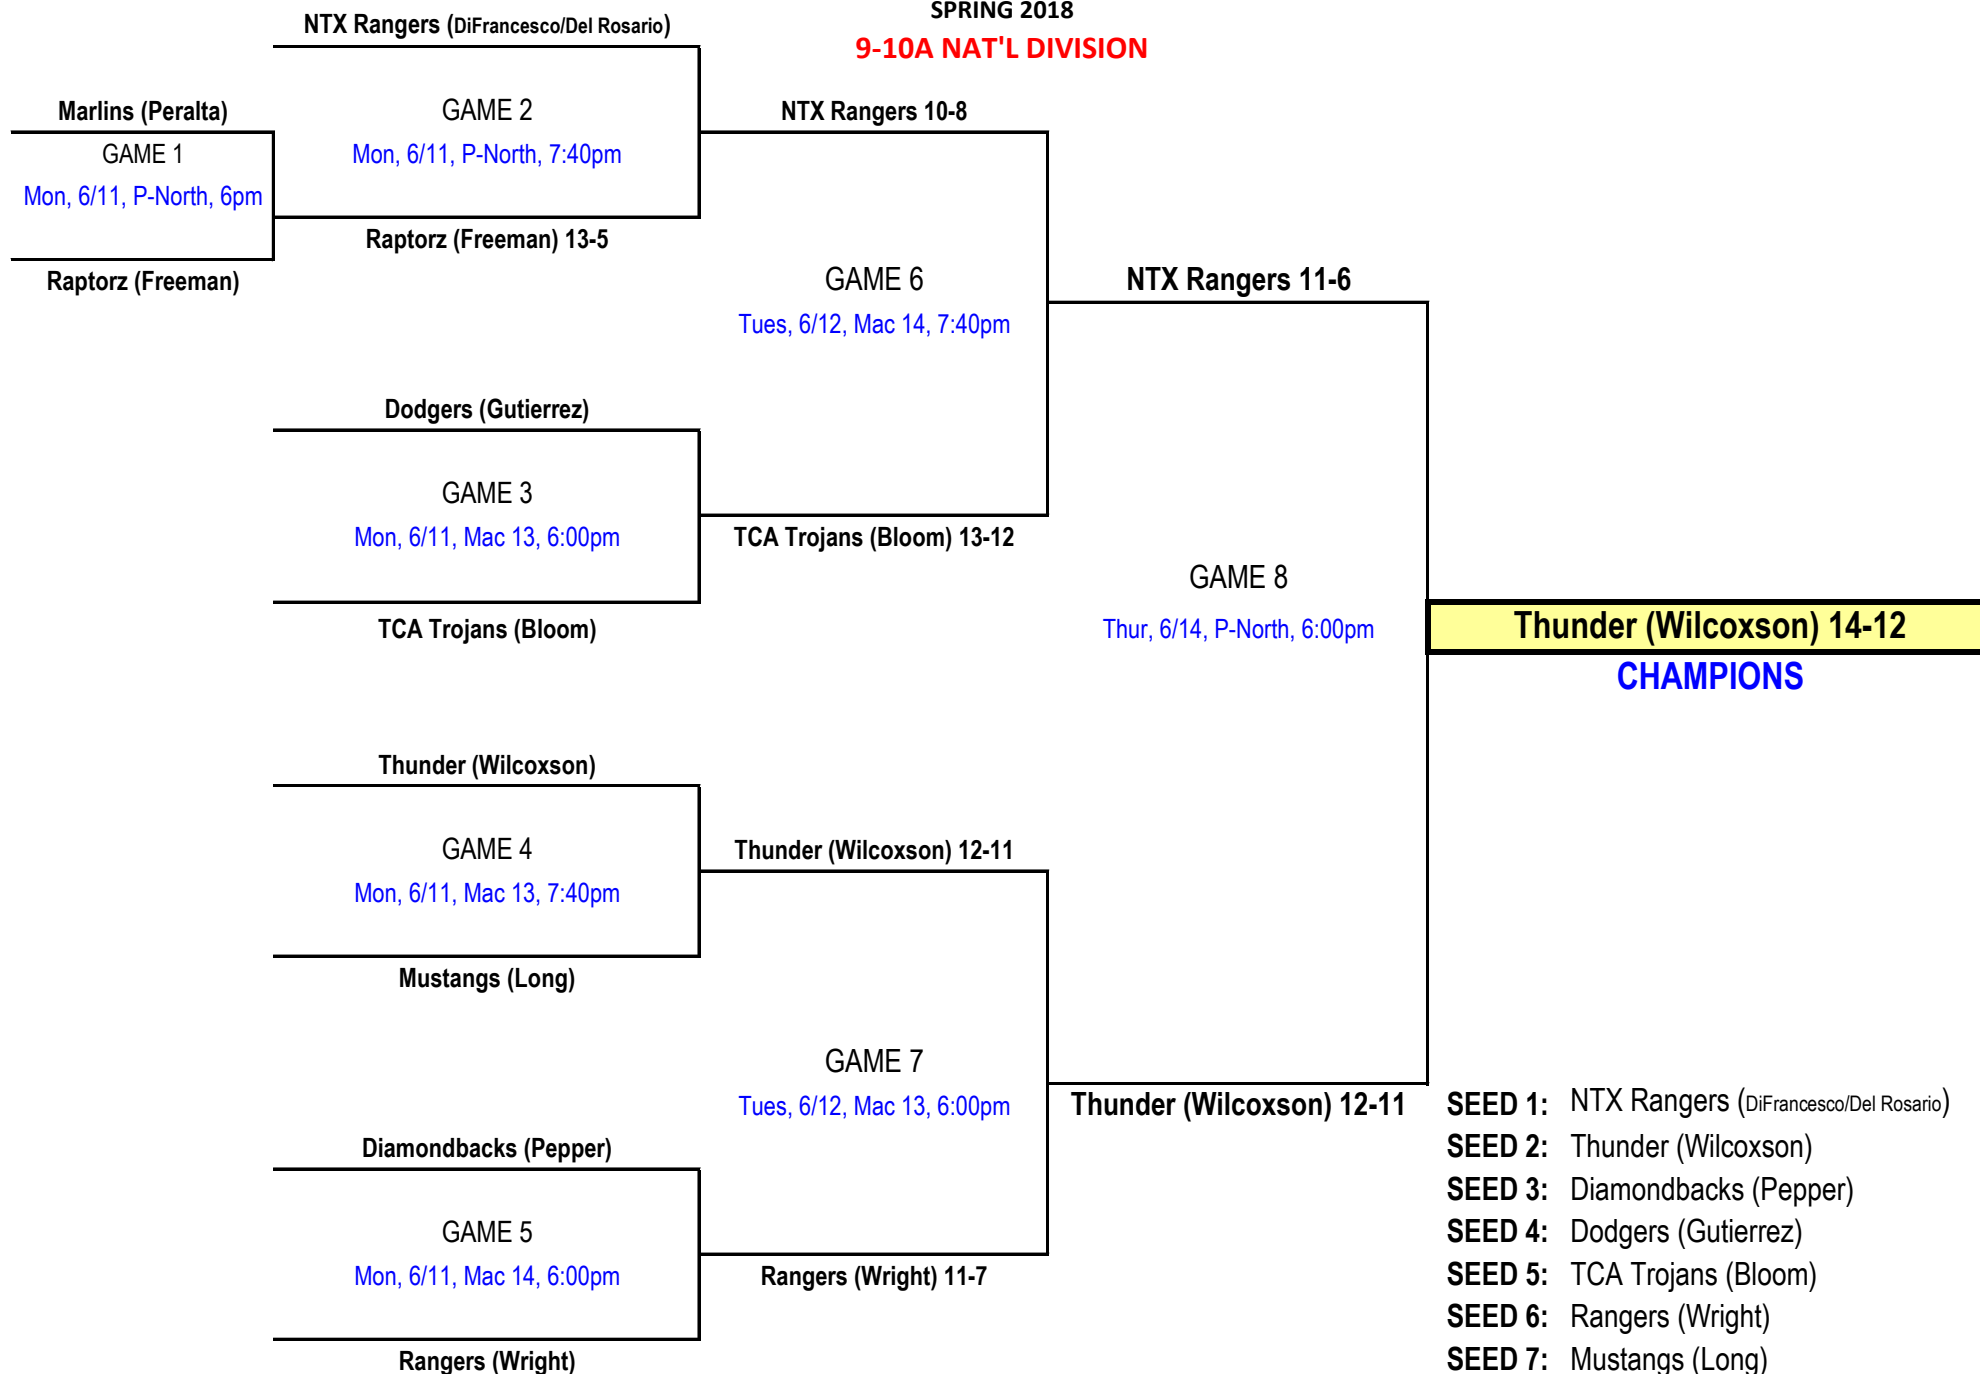 SPRING 2018
9-10A NAT'L DIVISION
NTX Rangers (DiFrancesco/Del Rosario)
Marlins (Peralta)
GAME 1
Mon, 6/11, P-North, 6pm
Raptorz (Freeman)
GAME 2
Mon, 6/11, P-North, 7:40pm
Raptorz (Freeman) 13-5
NTX Rangers 10-8
GAME 6
Tues, 6/12, Mac 14, 7:40pm
NTX Rangers 11-6
Dodgers (Gutierrez)
GAME 3
Mon, 6/11, Mac 13, 6:00pm
TCA Trojans (Bloom)
TCA Trojans (Bloom) 13-12
GAME 8
Thur, 6/14, P-North, 6:00pm
Thunder (Wilcoxson) 14-12
CHAMPIONS
Thunder (Wilcoxson)
GAME 4
Mon, 6/11, Mac 13, 7:40pm
Mustangs (Long)
Thunder (Wilcoxson) 12-11
GAME 7
Tues, 6/12, Mac 13, 6:00pm
Thunder (Wilcoxson) 12-11
Diamondbacks (Pepper)
GAME 5
Mon, 6/11, Mac 14, 6:00pm
Rangers (Wright)
Rangers (Wright) 11-7
SEED 1: NTX Rangers (DiFrancesco/Del Rosario)
SEED 2: Thunder (Wilcoxson)
SEED 3: Diamondbacks (Pepper)
SEED 4: Dodgers (Gutierrez)
SEED 5: TCA Trojans (Bloom)
SEED 6: Rangers (Wright)
SEED 7: Mustangs (Long)